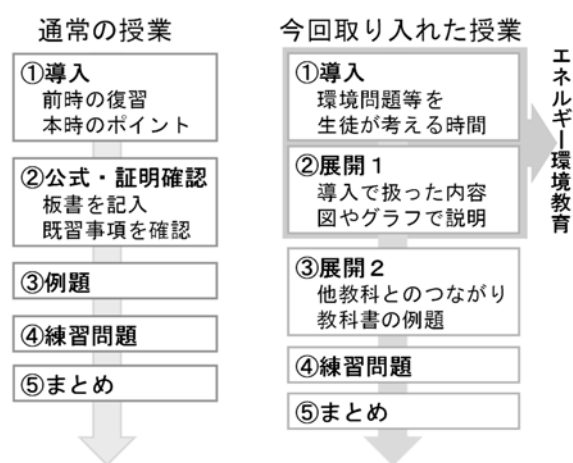 通常の授業
①導入
前時の復習
本時のポイント
②公式・証明確認
板書を記入
既習事項を確認
③例題
④練習問題
⑤まとめ
今回取り入れた授業
①導入
環境問題等を
生徒が考える時間
②展開1
導入で扱った内容
図やグラフで説明
③展開2
他教科とのつながり
教科書の例題
④練習問題
⑤まとめ
エネルギー環境教育